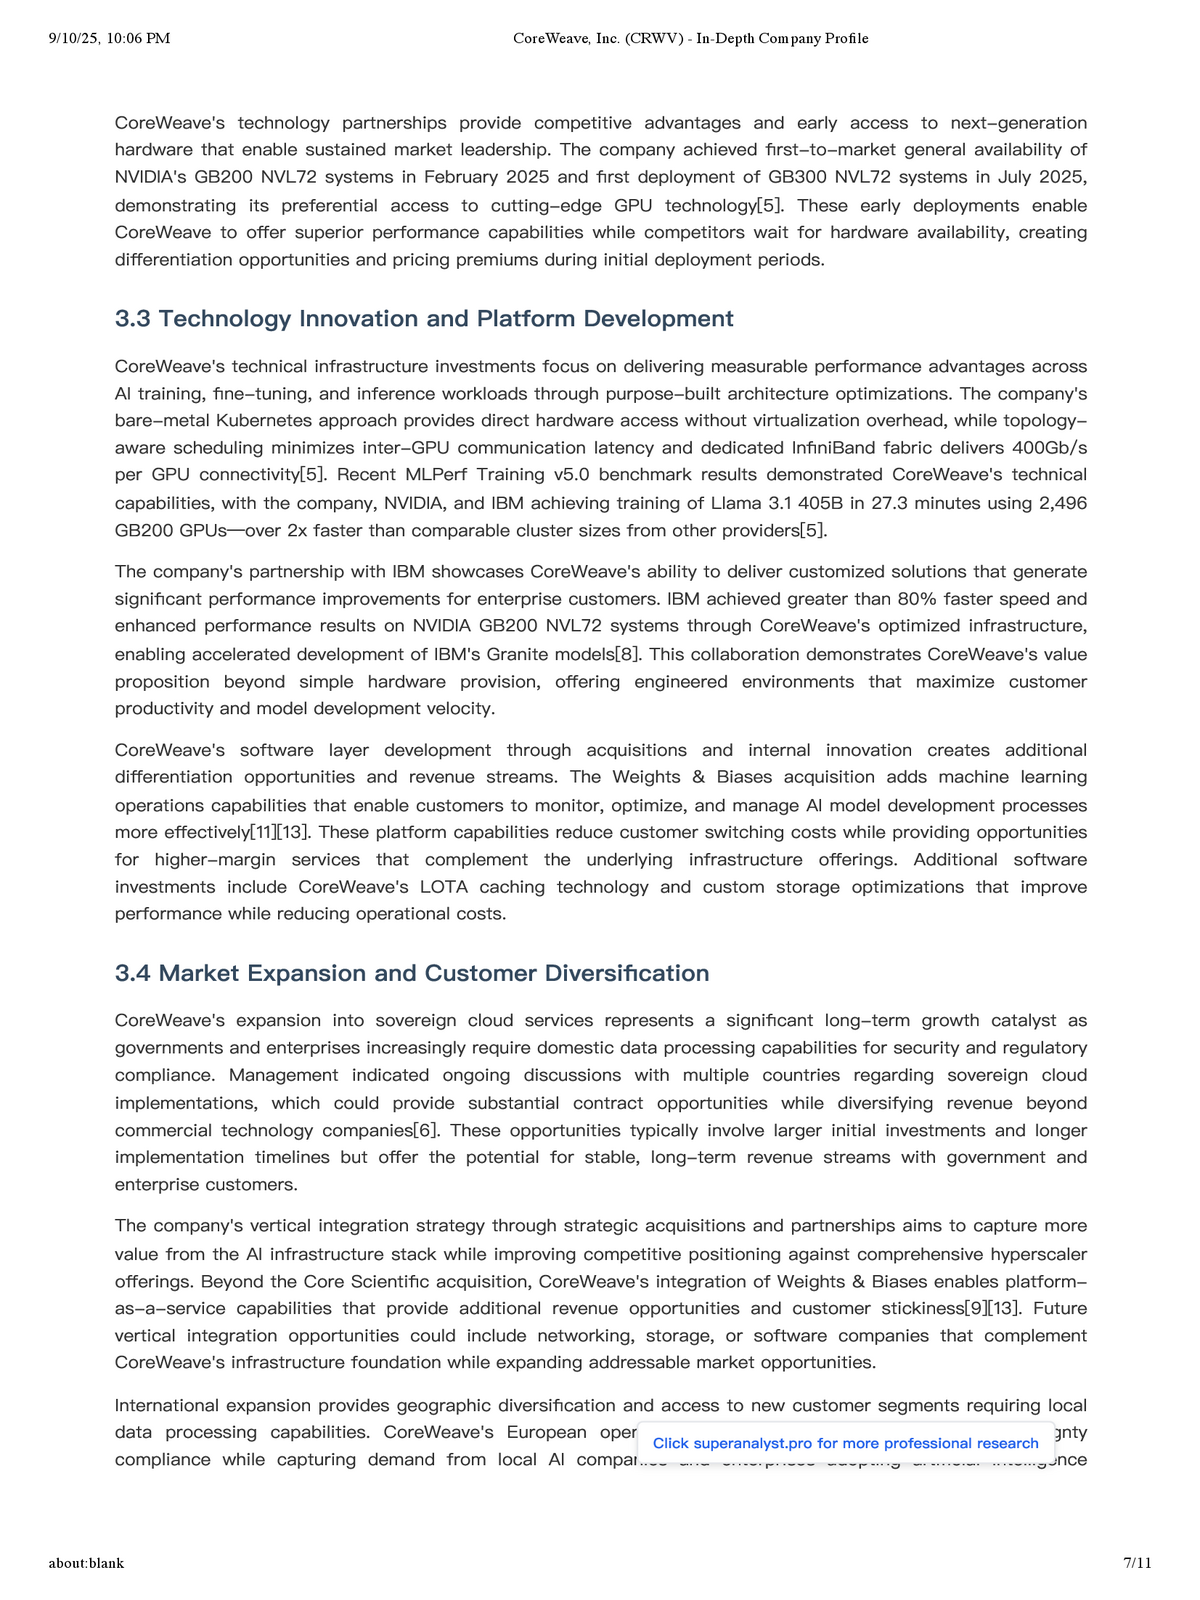 9/10/25, 10:06 PM
CoreWeave, Inc. (CRWV) - In-Depth Company Profile
CoreWeave's technology partnerships provide competitive advantages and early access to next–generation
hardware that enable sustained market leadership. The company achieved first–to–market general availability of
NVIDIA's GB200 NVL72 systems in February 2025 and first deployment of GB300 NVL72 systems in July 2025,
demonstrating its preferential access to cutting–edge GPU technology[5]. These early deployments enable
CoreWeave to offer superior performance capabilities while competitors wait for hardware availability, creating
differentiation opportunities and pricing premiums during initial deployment periods.
3.3 Technology Innovation and Platform Development
CoreWeave's technical infrastructure investments focus on delivering measurable performance advantages across
AI training, fine–tuning, and inference workloads through purpose–built architecture optimizations. The company's
bare–metal Kubernetes approach provides direct hardware access without virtualization overhead, while topology–
aware scheduling minimizes inter–GPU communication latency and dedicated InfiniBand fabric delivers 400Gb/s
per GPU connectivity[5]. Recent MLPerf Training v5.0 benchmark results demonstrated CoreWeave's technical
capabilities, with the company, NVIDIA, and IBM achieving training of Llama 3.1 405B in 27.3 minutes using 2,496
GB200 GPUs—over 2x faster than comparable cluster sizes from other providers[5].
The company's partnership with IBM showcases CoreWeave's ability to deliver customized solutions that generate
significant performance improvements for enterprise customers. IBM achieved greater than 80% faster speed and
enhanced performance results on NVIDIA GB200 NVL72 systems through CoreWeave's optimized infrastructure,
enabling accelerated development of IBM's Granite models[8]. This collaboration demonstrates CoreWeave's value
proposition beyond simple hardware provision, offering engineered environments that maximize customer
productivity and model development velocity.
CoreWeave's software layer development through acquisitions and internal innovation creates additional
differentiation opportunities and revenue streams. The Weights & Biases acquisition adds machine learning
operations capabilities that enable customers to monitor, optimize, and manage AI model development processes
more effectively[11][13]. These platform capabilities reduce customer switching costs while providing opportunities
for higher–margin services that complement the underlying infrastructure offerings. Additional software
investments include CoreWeave's LOTA caching technology and custom storage optimizations that improve
performance while reducing operational costs.
3.4 Market Expansion and Customer Diversification
CoreWeave's expansion into sovereign cloud services represents a significant long–term growth catalyst as
governments and enterprises increasingly require domestic data processing capabilities for security and regulatory
compliance. Management indicated ongoing discussions with multiple countries regarding sovereign cloud
implementations, which could provide substantial contract opportunities while diversifying revenue beyond
commercial technology companies[6]. These opportunities typically involve larger initial investments and longer
implementation timelines but offer the potential for stable, long–term revenue streams with government and
enterprise customers.
The company's vertical integration strategy through strategic acquisitions and partnerships aims to capture more
value from the AI infrastructure stack while improving competitive positioning against comprehensive hyperscaler
offerings. Beyond the Core Scientific acquisition, CoreWeave's integration of Weights & Biases enables platform–
as–a–service capabilities that provide additional revenue opportunities and customer stickiness[9][13]. Future
vertical integration opportunities could include networking, storage, or software companies that complement
CoreWeave's infrastructure foundation while expanding addressable market opportunities.
International expansion provides geographic diversification and access to new customer segments requiring local
data processing capabilities. CoreWeave's European
Click superanalyst.pro for more professional research
compliance while capturing demand from local AI companies and enterprises adopting artificial intelligence
about:blank
7/11